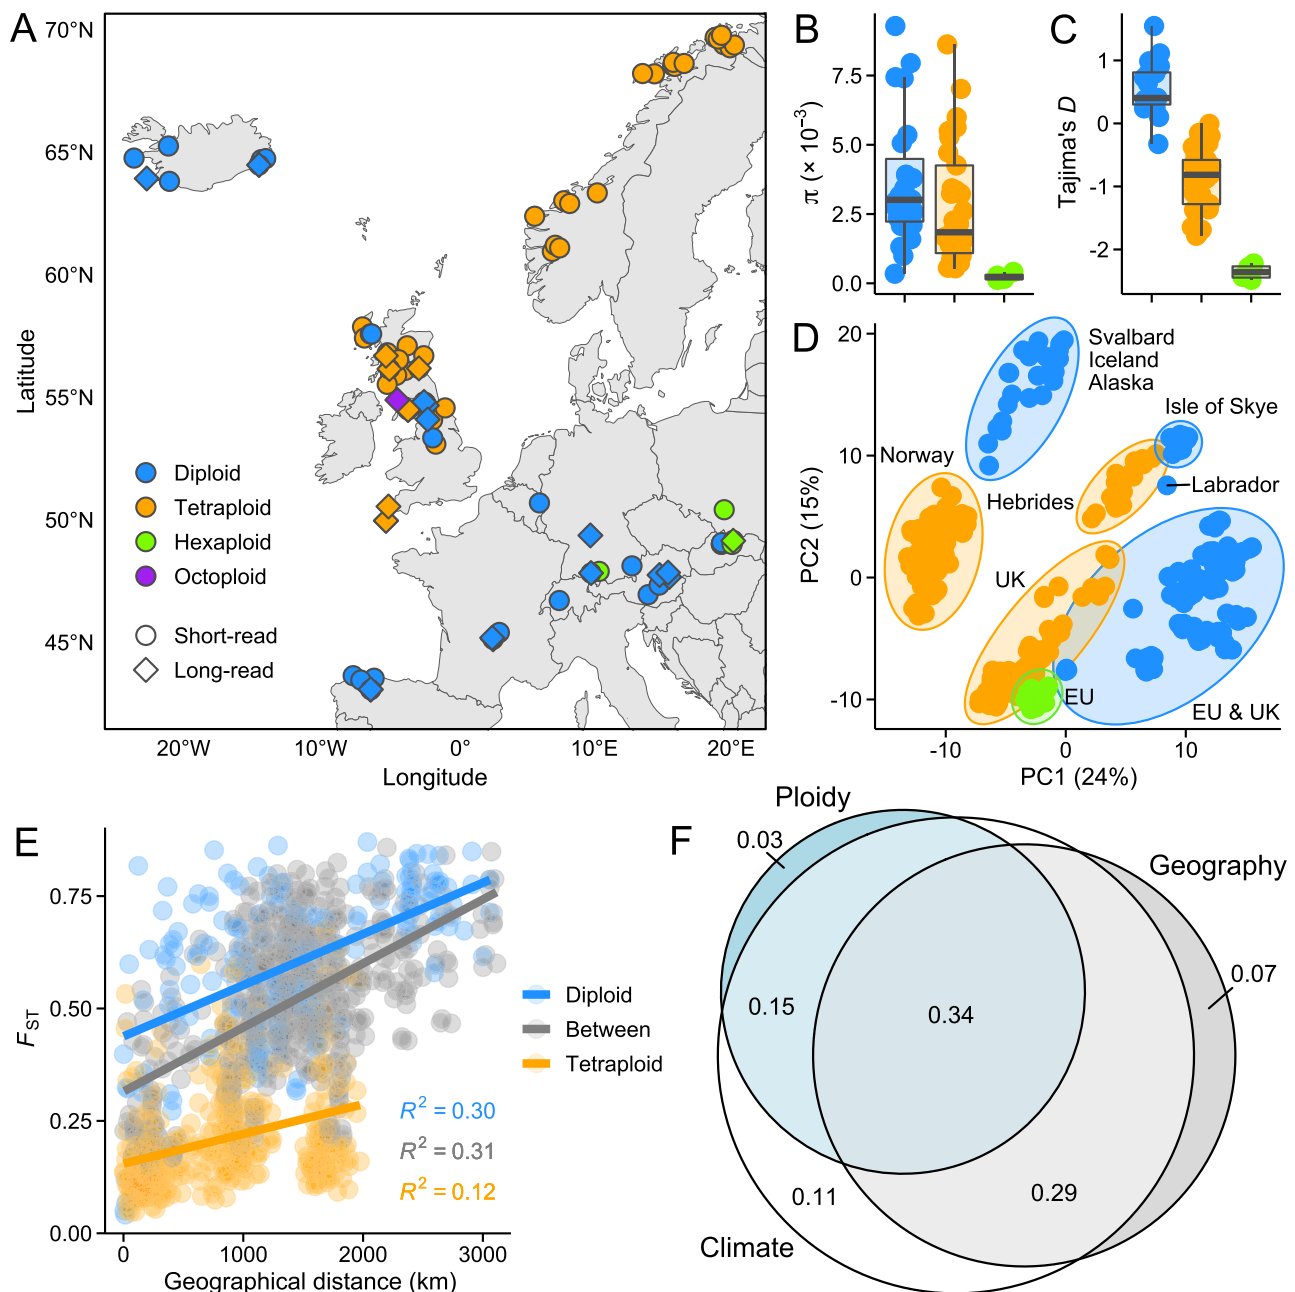 A
70°N
65°N
60°N
55°N
50°N
45°N
Latitude
20°W
10°W
0°
10°E
20°E
Longitude
Diploid
Tetraploid
Hexaploid
Octoploid
Short-read
Long-read
B
7.5
5.0
2.5
0.0
π (× 10⁻³)
C
1
0
-1
-2
Tajima's D
D
20
10
0
-10
PC2 (15%)
-10
0
10
PC1 (24%)
Svalbard
Iceland
Alaska
Isle of Skye
Norway
Hebrides
Labrador
UK
EU
EU & UK
E
0.75
0.50
0.25
0.00
F_ST
0
1000
2000
3000
Geographical distance (km)
R² = 0.30
R² = 0.31
R² = 0.12
Diploid
Between
Tetraploid
F
Ploidy
0.03
Geography
0.07
0.15
0.34
0.11
0.29
Climate